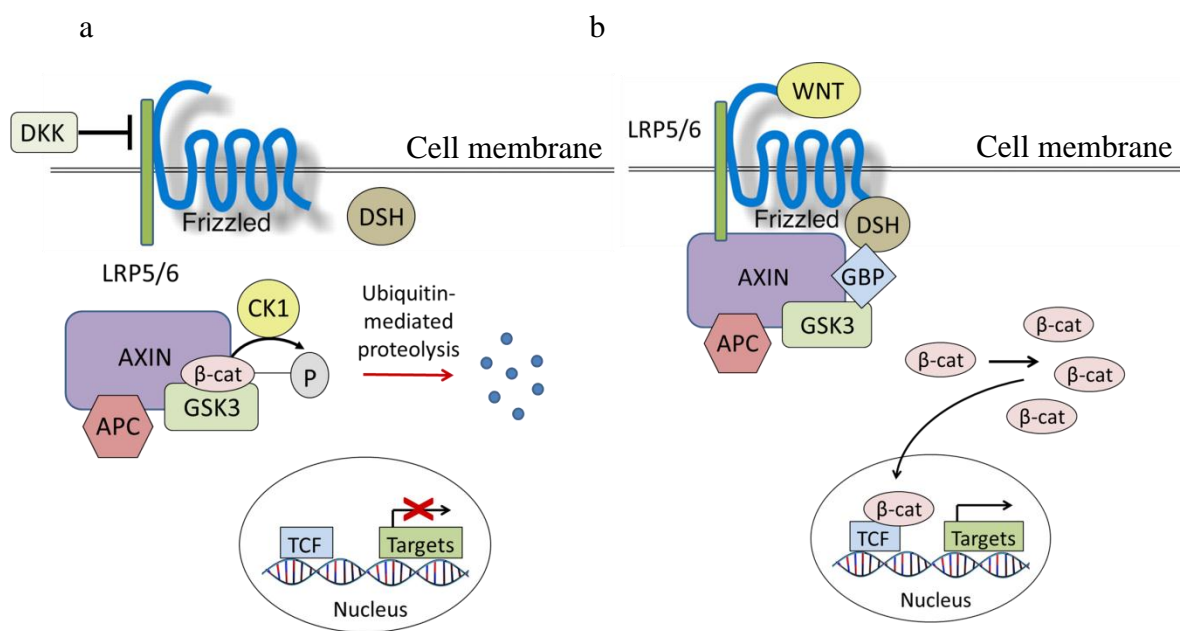 a
DKK
Cell membrane
Frizzled
DSH
LRP5/6
CK1
Ubiquitin-
mediated
proteolysis
AXIN
β-cat
P
GSK3
APC
TCF
Targets
Nucleus
b
WNT
LRP5/6
Cell membrane
Frizzled
DSH
AXIN
GBP
GSK3
APC
β-cat
β-cat
β-cat
β-cat
β-cat
TCF
Targets
Nucleus